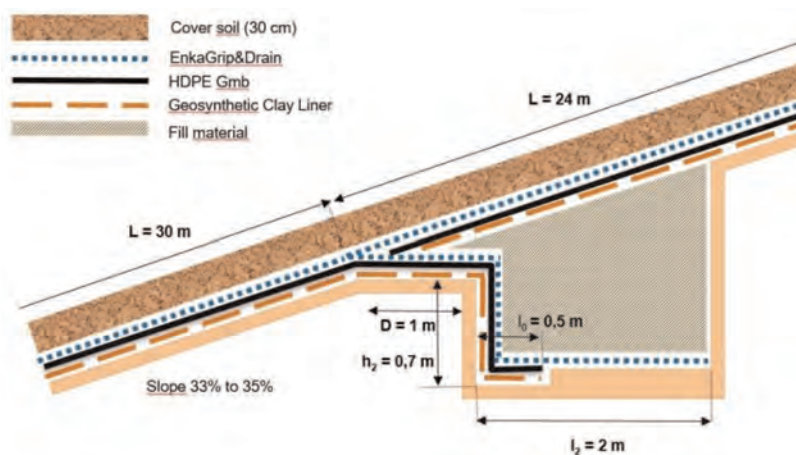 Cover soil (30 cm)
EnkaGrip&Drain
HDPE Gmb
Geosynthetic Clay Liner
Fill material
L = 24 m
L = 30 m
D = 1 m
l₀ = 0,5 m
h₂ = 0,7 m
Slope 33% to 35%
l₂ = 2 m